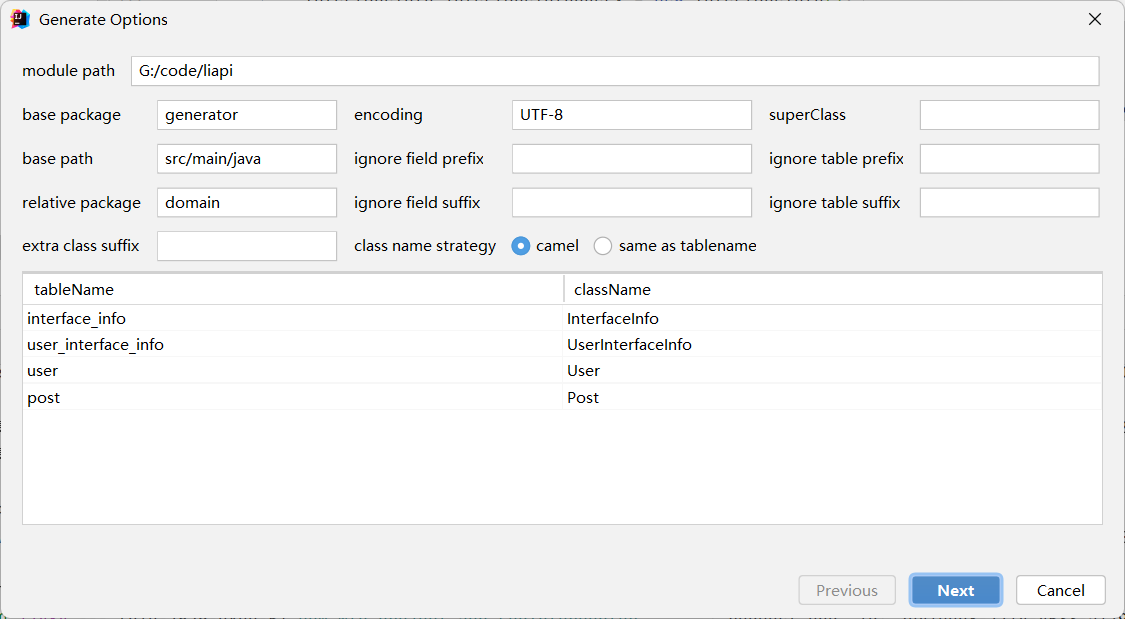 Generate Options
module path G:/code/liapi
base package generator encoding UTF-8 superClass
base path src/main/java ignore field prefix ignore table prefix
relative package domain ignore field suffix ignore table suffix
extra class suffix class name strategy camel same as tablename
tableName className
interface_info InterfaceInfo
user_interface_info UserInterfaceInfo
user User
post Post
Previous Next Cancel